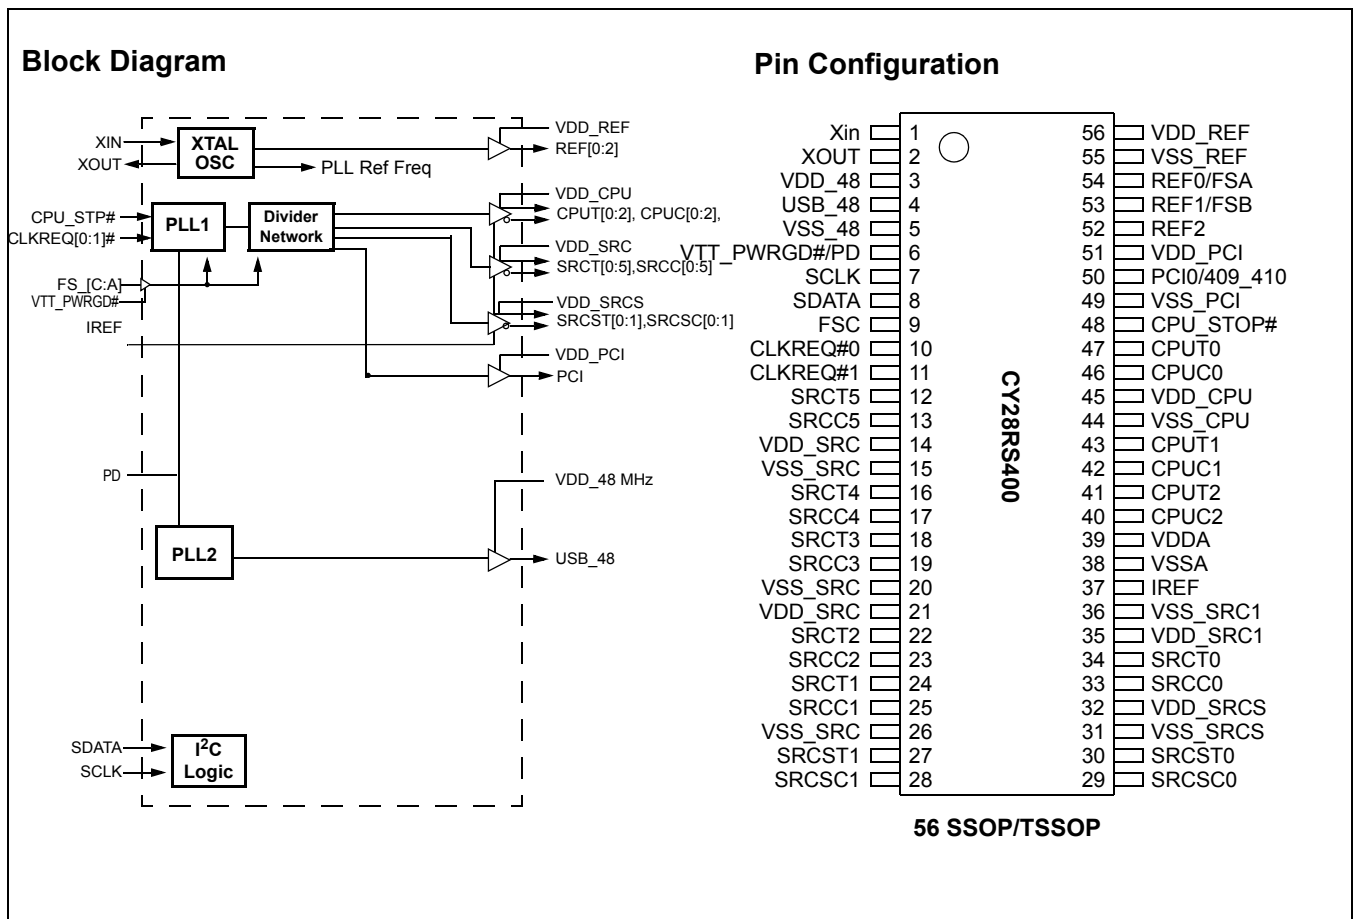 Block Diagram
XIN
XOUT
XTAL
OSC
VDD_REF
REF[0:2]
PLL Ref Freq
CPU_STP#
CLKREQ[0:1]#
PLL1
Divider
Network
VDD_CPU
CPUT[0:2], CPUC[0:2],
VDD_SRC
SRCT[0:5],SRCC[0:5]
FS_[C:A]
VTT_PWRGD#
IREF
VDD_SRCS
SRCST[0:1],SRCSC[0:1]
VDD_PCI
PCI
PD
VDD_48 MHz
PLL2
USB_48
SDATA
SCLK
I2C
Logic
Pin Configuration
Xin 1
XOUT 2
VDD_48 3
USB_48 4
VSS_48 5
VTT_PWRGD#/PD 6
SCLK 7
SDATA 8
FSC 9
CLKREQ#0 10
CLKREQ#1 11
SRCT5 12
SRCC5 13
VDD_SRC 14
VSS_SRC 15
SRCT4 16
SRCC4 17
SRCT3 18
SRCC3 19
VSS_SRC 20
VDD_SRC 21
SRCT2 22
SRCC2 23
SRCT1 24
SRCC1 25
VSS_SRC 26
SRCST1 27
SRCSC1 28
CY28RS400
56 VDD_REF
55 VSS_REF
54 REF0/FSA
53 REF1/FSB
52 REF2
51 VDD_PCI
50 PCI0/409_410
49 VSS_PCI
48 CPU_STOP#
47 CPUT0
46 CPUC0
45 VDD_CPU
44 VSS_CPU
43 CPUT1
42 CPUC1
41 CPUT2
40 CPUC2
39 VDDA
38 VSSA
37 IREF
36 VSS_SRC1
35 VDD_SRC1
34 SRCT0
33 SRCC0
32 VDD_SRCS
31 VSS_SRCS
30 SRCST0
29 SRCSC0
56 SSOP/TSSOP